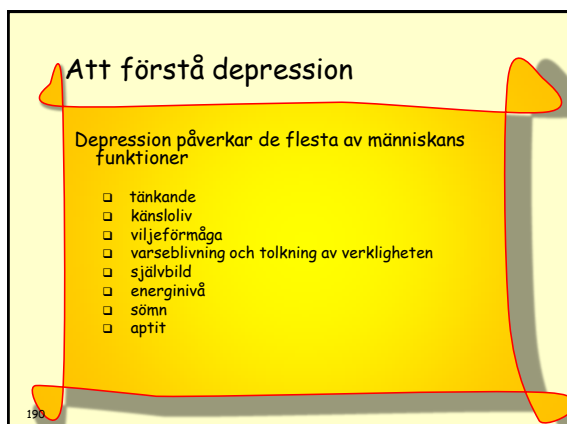 Att förstå depression
Depression påverkar de flesta av människans
funktioner
❑ tänkande
❑ känsloliv
❑ viljeförmåga
❑ varseblivning och tolkning av verkligheten
❑ självbild
❑ energinivå
❑ sömn
❑ aptit
190